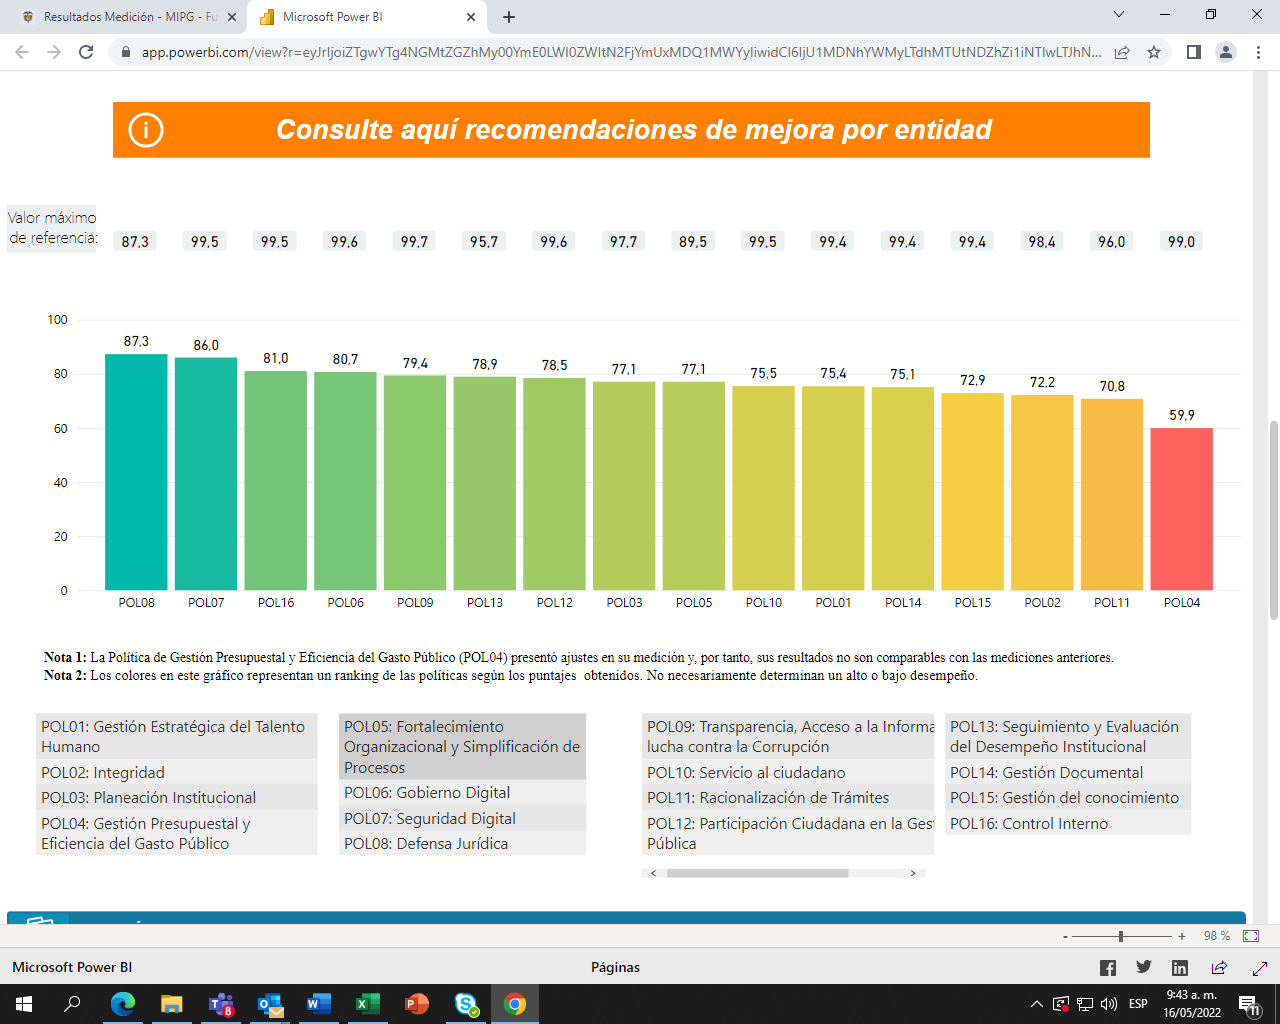 Resultados Medición - MIPG - Fu
Microsoft Power BI
app.powerbi.com/view?r=
Consulte aquí recomendaciones de mejora por entidad
Valor máximo
de referencia:
87,3 99,5 99,5 99,6 99,7 95,7 99,6 97,7 89,5 99,5 99,4 99,4 99,4 98,4 96,0 99,0
100
80
60
40
20
0
87,3 86,0 81,0 80,7 79,4 78,9 78,5 77,1 77,1 75,5 75,4 75,1 72,9 72,2 70,8 59,9
POL08 POL07 POL16 POL06 POL09 POL13 POL12 POL03 POL05 POL10 POL01 POL14 POL15 POL02 POL11 POL04
Nota 1: La Política de Gestión Presupuestal y Eficiencia del Gasto Público (POL04) presentó ajustes en su medición y, por tanto, sus resultados no son comparables con las mediciones anteriores.
Nota 2: Los colores en este gráfico representan un ranking de las políticas según los puntajes obtenidos. No necesariamente determinan un alto o bajo desempeño.
POL01: Gestión Estratégica del Talento
Humano
POL02: Integridad
POL03: Planeación Institucional
POL04: Gestión Presupuestal y
Eficiencia del Gasto Público
POL05: Fortalecimiento
Organizacional y Simplificación de
Procesos
POL06: Gobierno Digital
POL07: Seguridad Digital
POL08: Defensa Jurídica
POL09: Transparencia, Acceso a la Informa
lucha contra la Corrupción
POL10: Servicio al ciudadano
POL11: Racionalización de Trámites
POL12: Participación Ciudadana en la Gest
Pública
POL13: Seguimiento y Evaluación
del Desempeño Institucional
POL14: Gestión Documental
POL15: Gestión del conocimiento
POL16: Control Interno
- + 98 %
Microsoft Power BI
Páginas
8
ESP
9:43 a. m.
16/05/2022
11